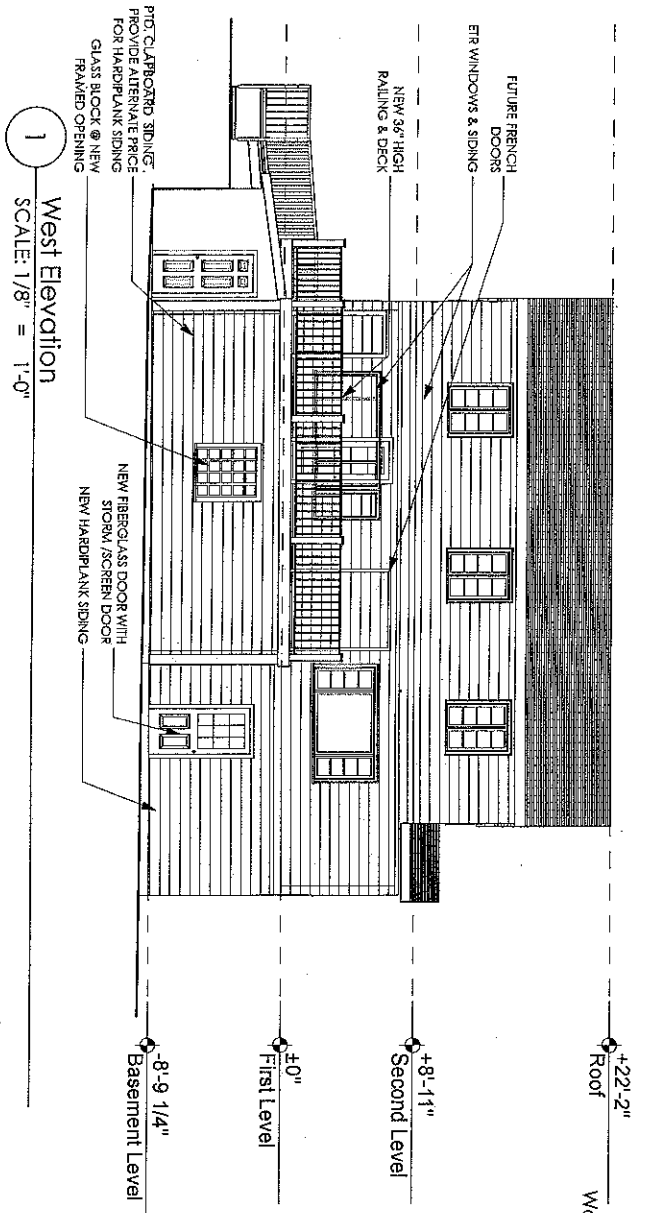 FUTURE FRENCH
DOORS
ETR WINDOWS & SIDING
NEW 36" HIGH
RAILING & DECK
PTD. CLAPBOARD SIDING.
PROVIDE ALTERNATE PRICE
FOR HARDIPLANK SIDING
GLASS BLOCK @ NEW
FRAMED OPENING
NEW FIBERGLASS DOOR WITH
STORM /SCREEN DOOR
NEW HARDIPLANK SIDING
+22'-2"
Roof
+8'-11"
Second Level
±0"
First Level
-8'-9 1/4"
Basement Level
1
West Elevation
SCALE: 1/8" = 1'-0"